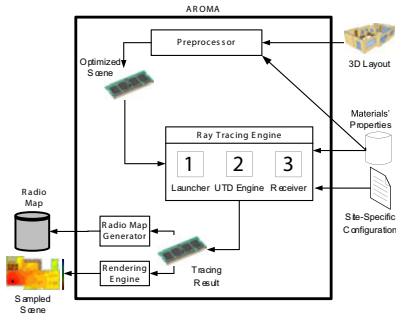 AROMA
Preprocessor
3D Layout
Optimized
Scene
Materials'
Properties
Ray Tracing Engine
1
2
3
Launcher
UTD Engine
Receiver
Site-Specific
Configuration
Radio
Map
Radio Map
Generator
Rendering
Engine
Tracing
Result
Sampled
Scene